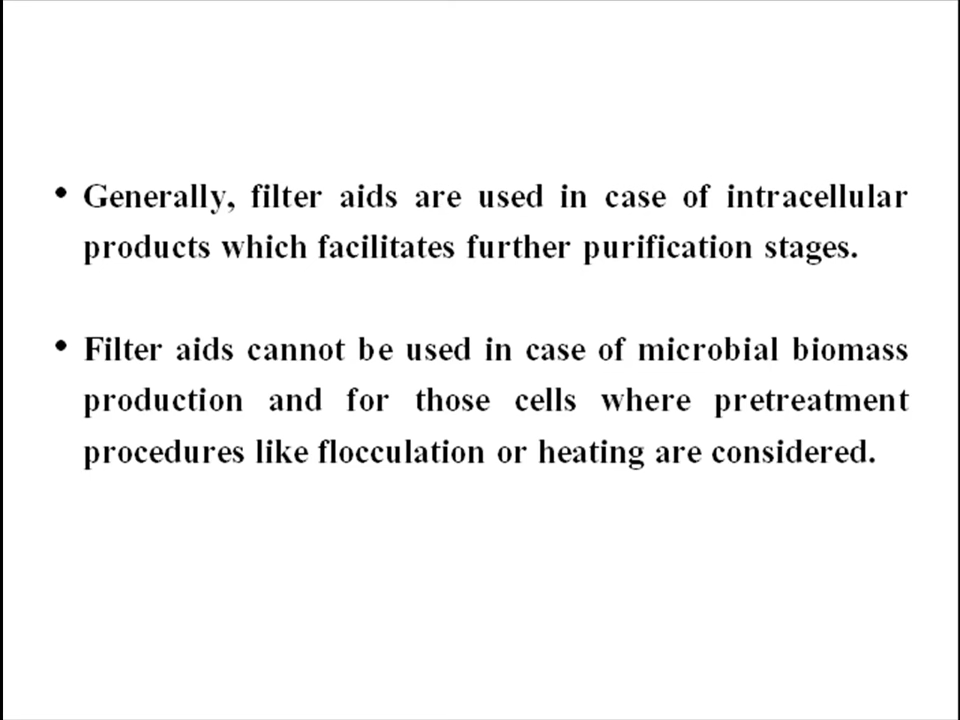 • Generally, filter aids are used in case of intracellular
products which facilitates further purification stages.
• Filter aids cannot be used in case of microbial biomass
production and for those cells where pretreatment
procedures like flocculation or heating are considered.